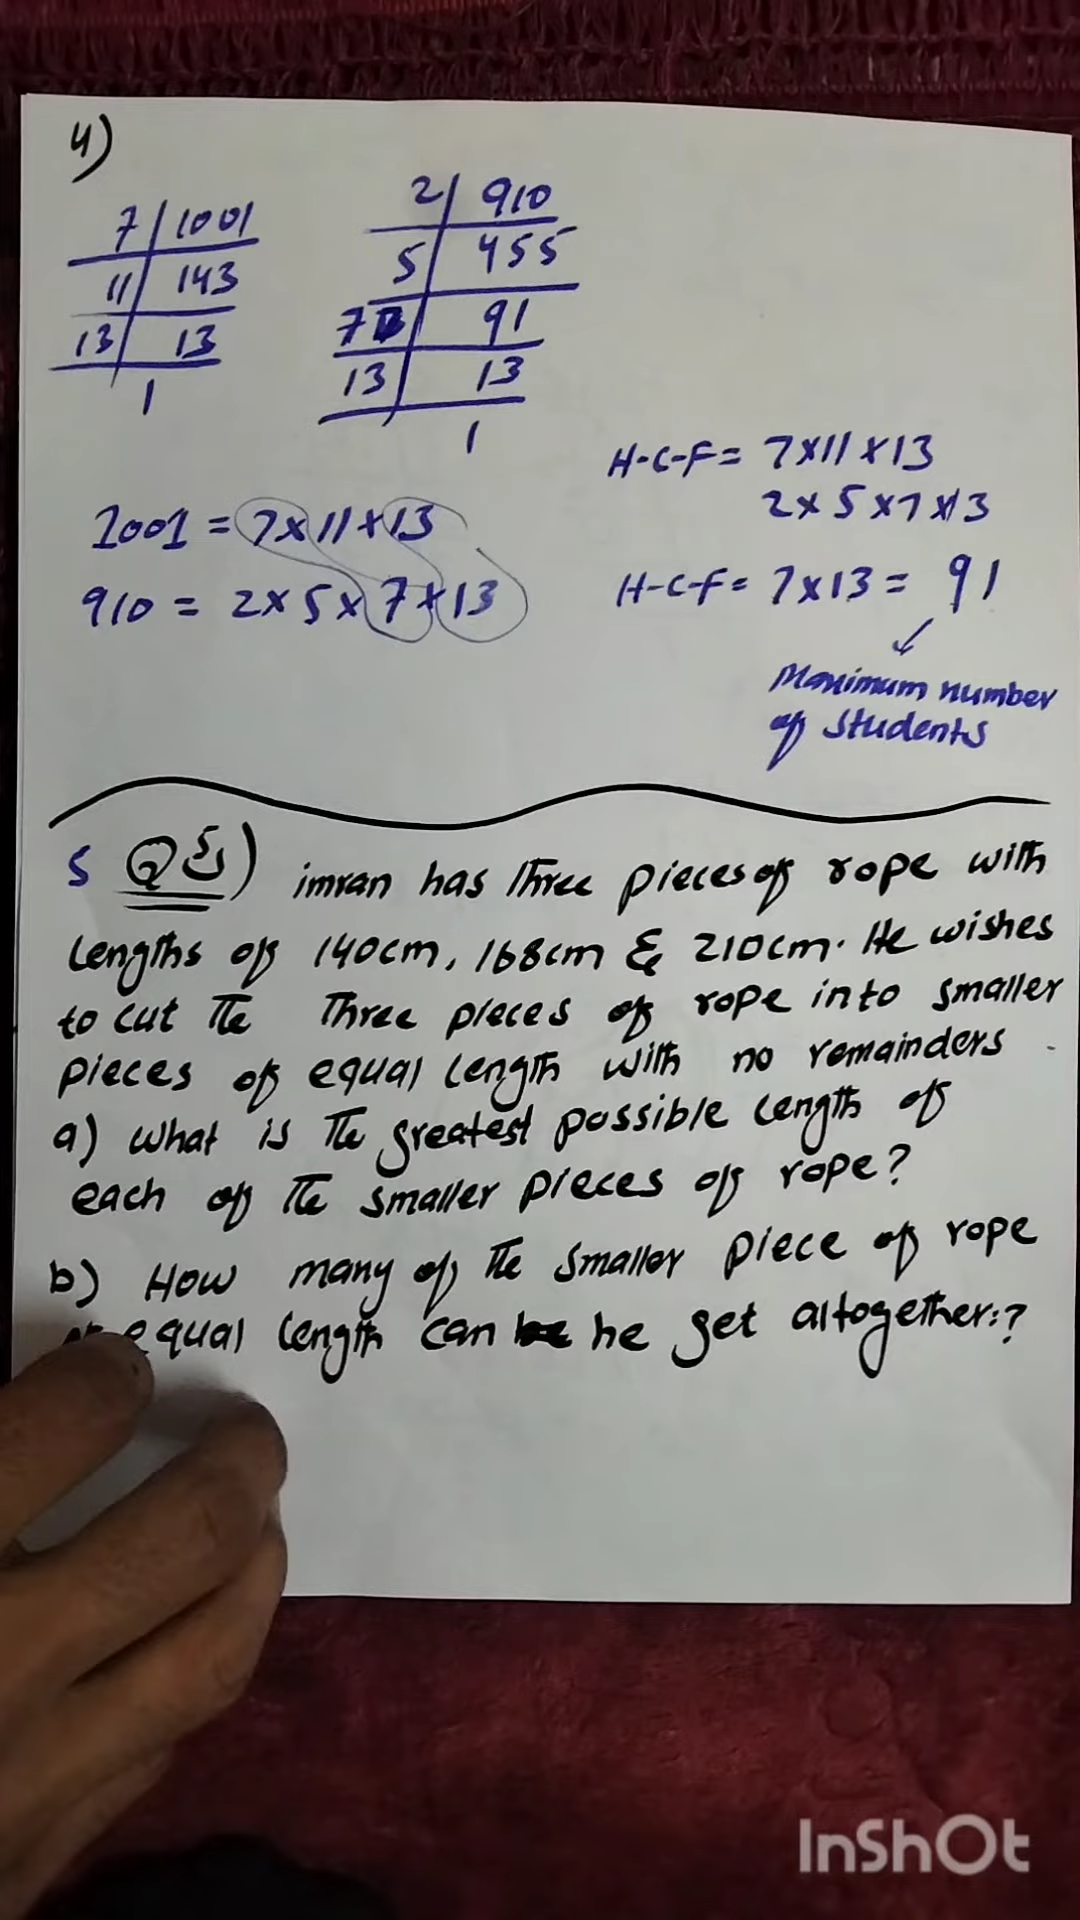 4)
7 | 1001
11 | 143
13 | 13
1
2 | 910
5 | 455
7 | 91
13 | 13
1
1001 = 7x11x13
910 = 2x5x7x13
H-C-F= 7x11x13
2x5x7x13
H-C-F= 7x13= 91
Maximum number
of students
5 Q5) imran has three pieces of rope with
lengths of 140cm, 168cm & 210cm. He wishes
to cut the three pieces of rope into smaller
pieces of equal length with no remainders
a) what is the greatest possible length of
each of the smaller pieces of rope?
b) How many of the smaller piece of rope
equal length can he get altogether:?
InShOt